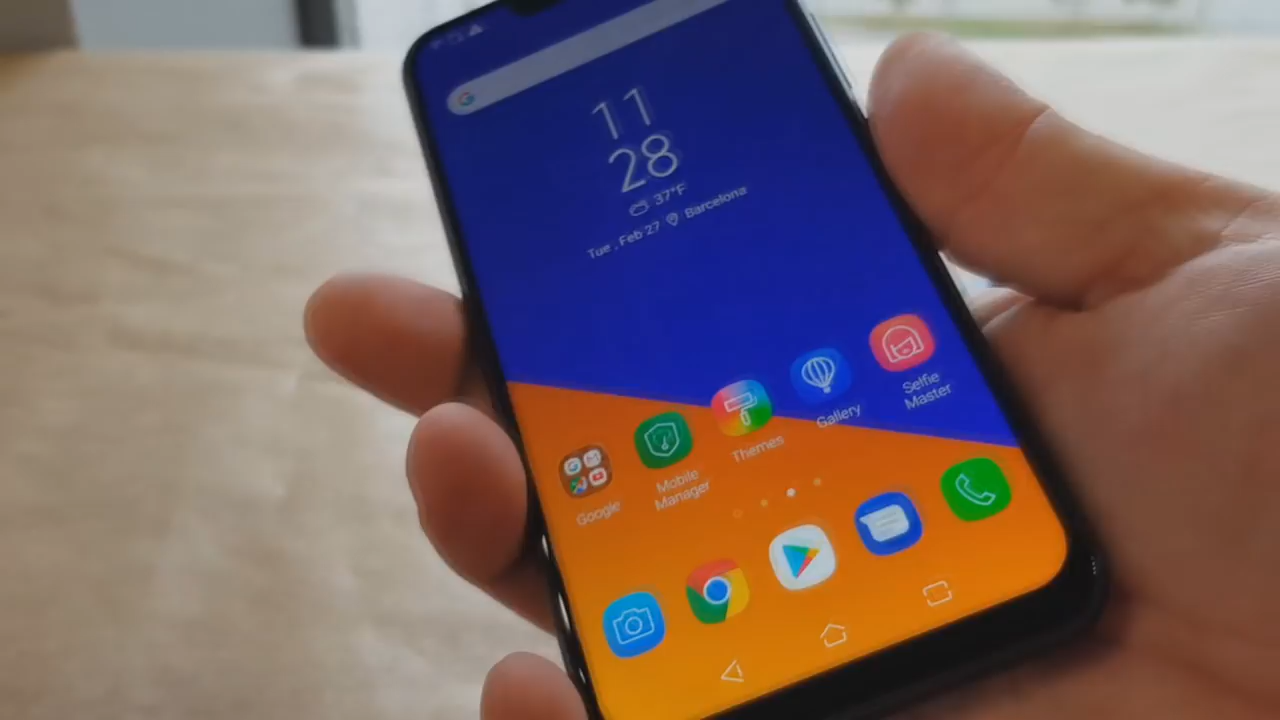 11
28
37°F
Tue , Feb 27 Barcelona
Google
Mobile
Manager
Themes
Gallery
Selfie
Master